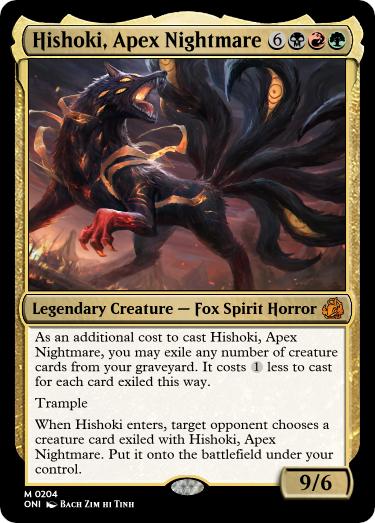 Hishoki, Apex Nightmare 6
Legendary Creature — Fox Spirit Horror
As an additional cost to cast Hishoki, Apex
Nightmare, you may exile any number of creature
cards from your graveyard. It costs 1 less to cast
for each card exiled this way.
Trample
When Hishoki enters, target opponent chooses a
creature card exiled with Hishoki, Apex
Nightmare. Put it onto the battlefield under your
control.
9/6
M 0204
ONI Bach Zim hi Tinh